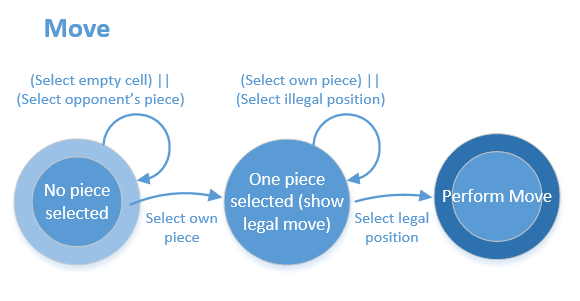 Move
(Select empty cell) ||
(Select opponent's piece)
(Select own piece) ||
(Select illegal position)
No piece
selected
Select own
piece
One piece
selected (show
legal move)
Select legal
position
Perform Move